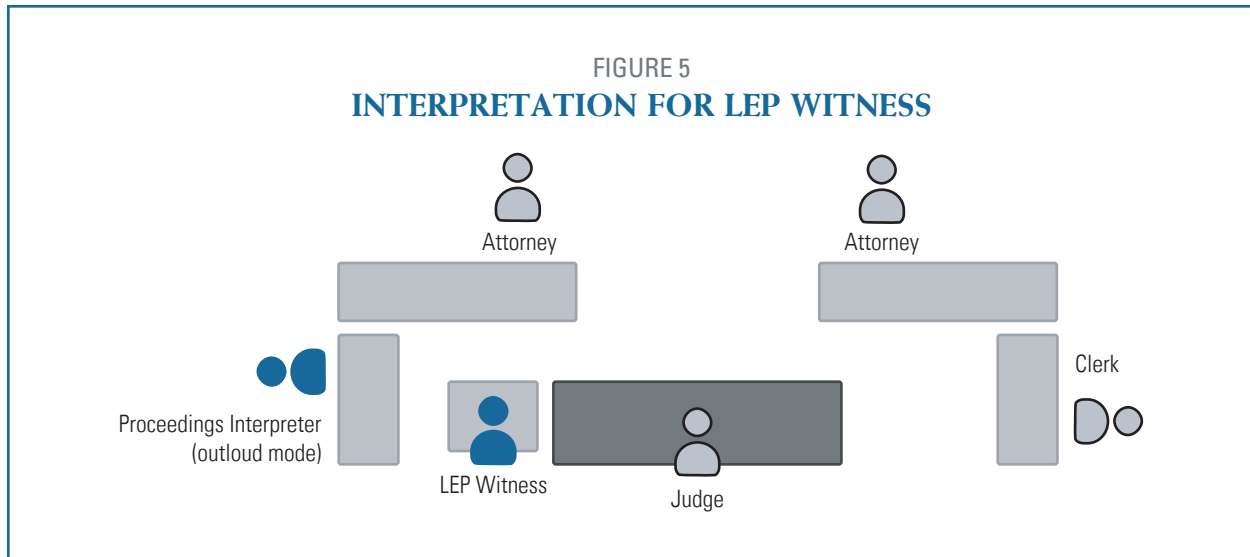 FIGURE 5
INTERPRETATION FOR LEP WITNESS
Attorney
Attorney
Clerk
Proceedings Interpreter
(outloud mode)
LEP Witness
Judge